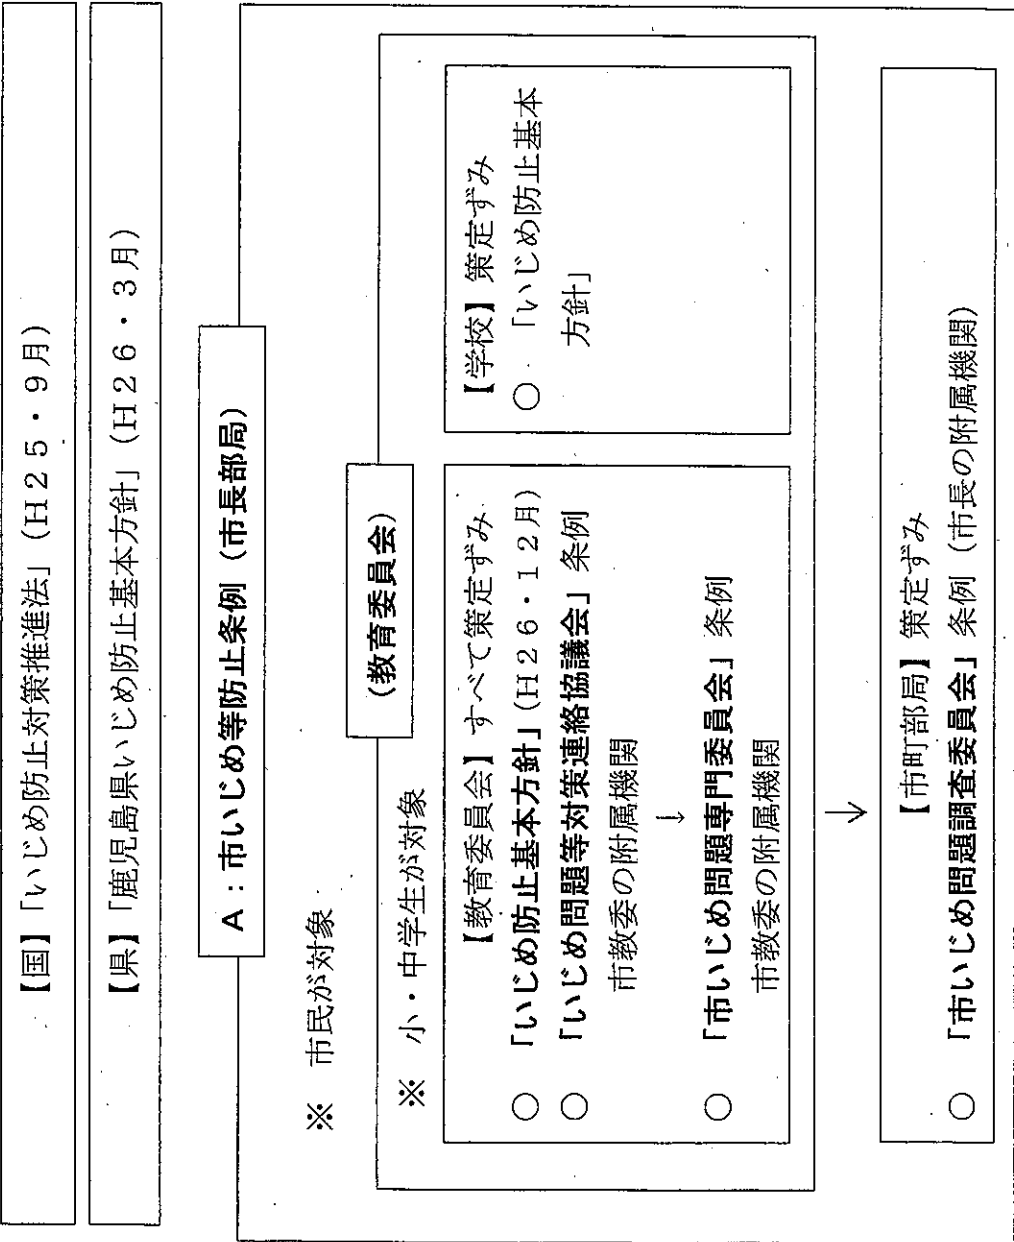 【国】「いじめ防止対策推進法」（H２５・９月）
【県】「鹿児島県いじめ防止基本方針」（H２６・３月）
A：市いじめ等防止条例（市長部局）
※　市民が対象
（教育委員会）
※　小・中学生が対象
【教育委員会】すべて策定ずみ
○　「いじめ防止基本方針」（H２６・１２月）
○　「いじめ問題等対策連絡協議会」条例
市教委の附属機関
↓
○　「市いじめ問題専門委員会」条例
市教委の附属機関
【学校】策定ずみ
○　「いじめ防止基本
方針」
↓
【市町部局】策定ずみ
○　「市いじめ問題調査委員会」条例（市長の附属機関）